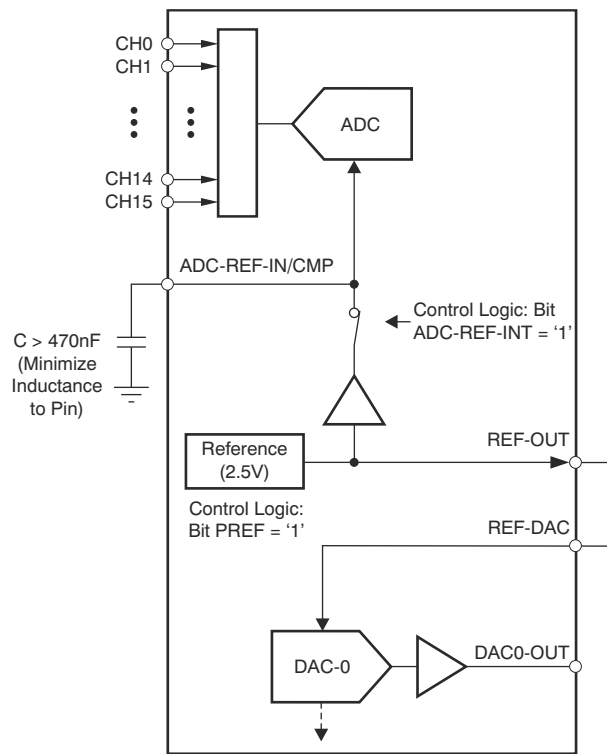 CH0
CH1
ADC
CH14
CH15
ADC-REF-IN/CMP
C > 470nF
(Minimize
Inductance
to Pin)
Control Logic: Bit
ADC-REF-INT = ‘1’
Reference
(2.5V)
REF-OUT
Control Logic:
Bit PREF = ‘1’
REF-DAC
DAC-0
DAC0-OUT